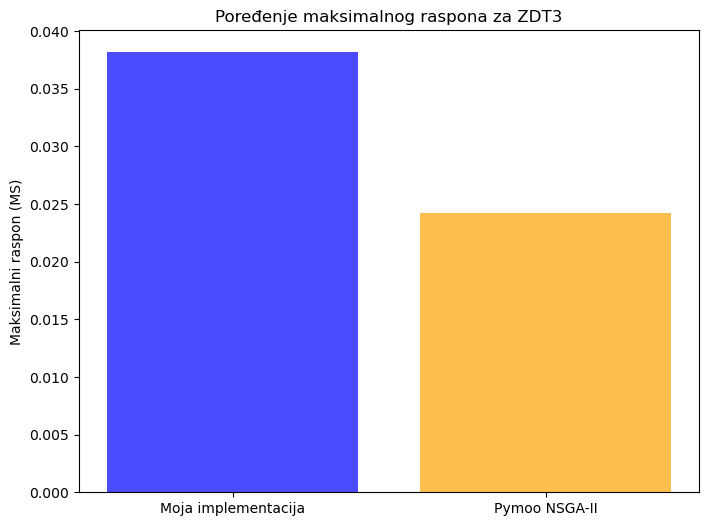 Poređenje maksimalnog raspona za ZDT3
Maksimalni raspon (MS)
0.040
0.035
0.030
0.025
0.020
0.015
0.010
0.005
0.000
Moja implementacija
Pymoo NSGA-II